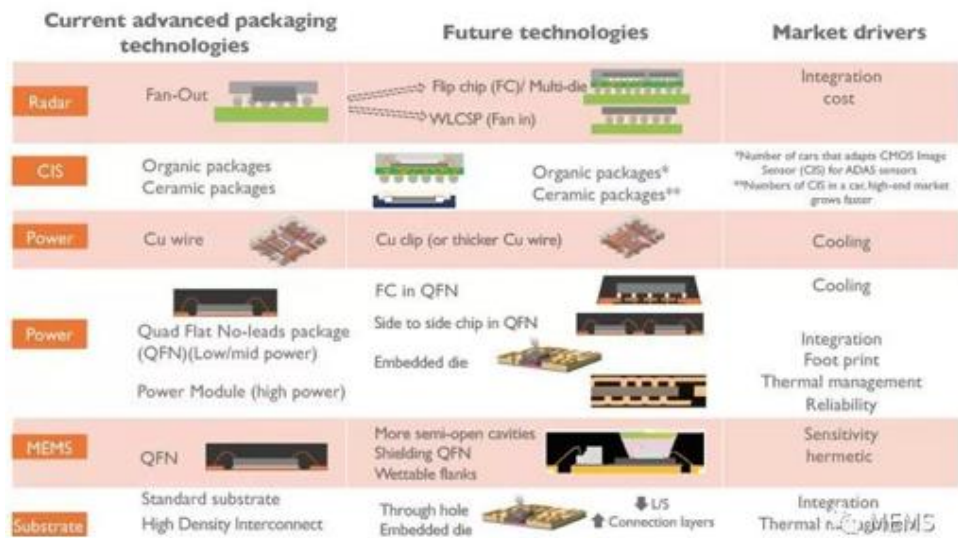 Current advanced packaging
technologies
Future technologies
Market drivers
Radar
Fan-Out
Flip chip (FC)/ Multi-die
WLCSP (Fan in)
Integration
cost
CIS
Organic packages
Ceramic packages
Organic packages*
Ceramic packages**
*Number of cars that adapts CMOS Image
Sensor (CIS) for ADAS sensors
**Numbers of CIS in a car, high-end market
grows faster
Power
Cu wire
Cu clip (or thicker Cu wire)
Cooling
Power
Quad Flat No-leads package
(QFN)(Low/mid power)
Power Module (high power)
FC in QFN
Side to side chip in QFN
Embedded die
Cooling
Integration
Foot print
Thermal management
Reliability
MEMS
QFN
More semi-open cavities
Shielding QFN
Wettable flanks
Sensitivity
hermetic
Substrate
Standard substrate
High Density Interconnect
Through hole
Embedded die
L/S
Connection layers
Integration
Thermal management
MEMS